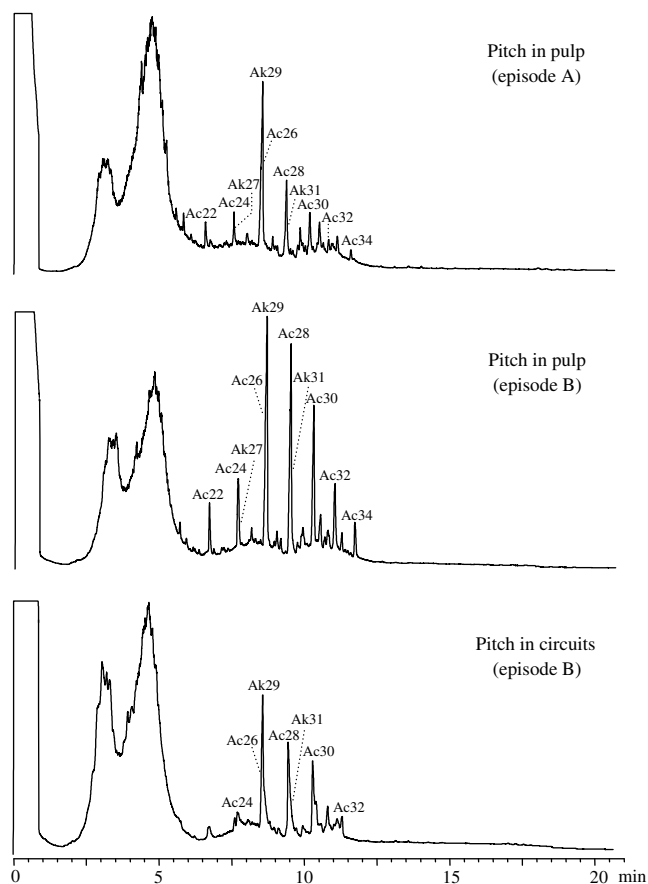 Pitch in pulp
(episode A)
Ak29
Ac26
Ac28
Ak27
Ak31
Ac24
Ac30
Ac22
Ac32
Ac34
Ak29
Ac28
Pitch in pulp
(episode B)
Ac26
Ak31
Ac30
Ak27
Ac24
Ac32
Ac22
Ac34
Pitch in circuits
(episode B)
Ak29
Ak31
Ac26
Ac28
Ac30
Ac24
Ac32
0 5 10 15 20 min